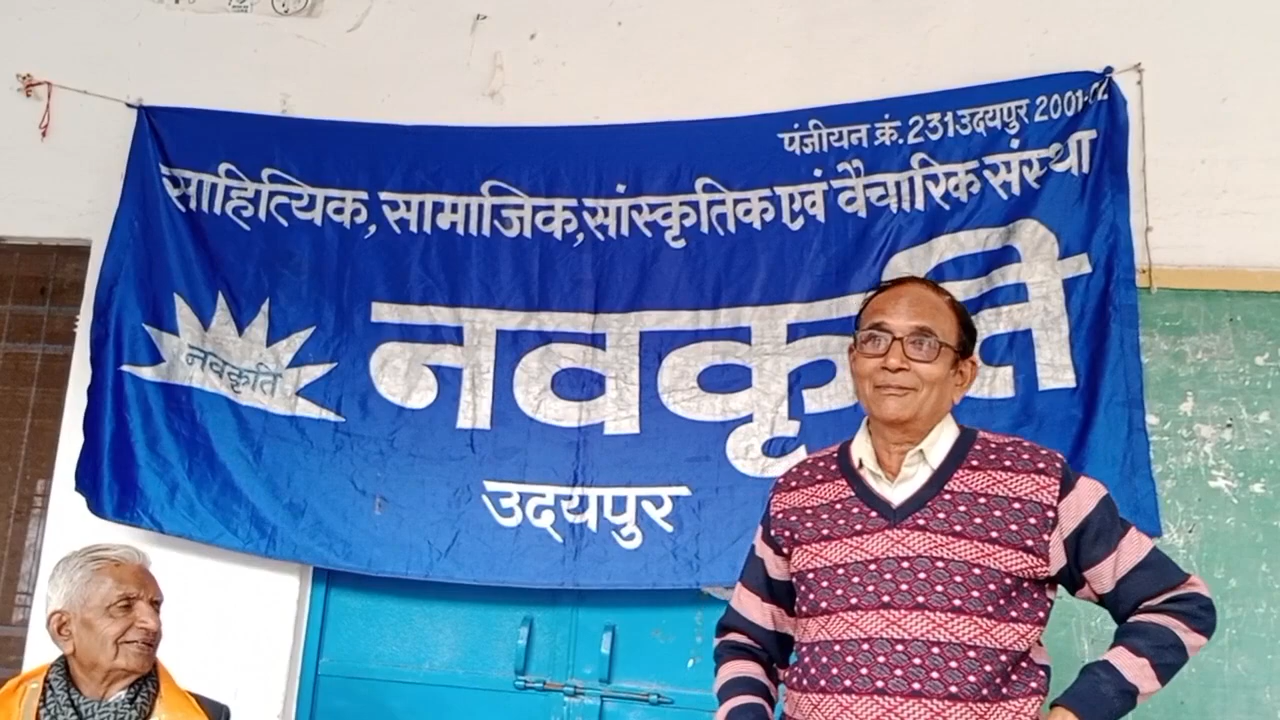 पंजीयन क्रं. 231 उदयपुर 2001-02
साहित्यिक, सामाजिक, सांस्कृतिक एवं वैचारिक संस्था
नवकृति
नवकृति
उदयपुर